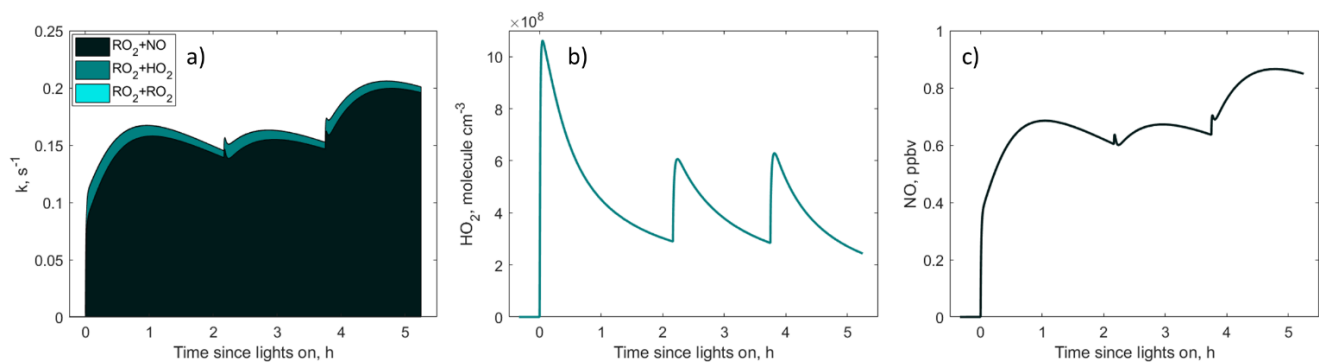 a)
0.25
0.2
0.15
0.1
0.05
0
k, s⁻¹
RO₂+NO
RO₂+HO₂
RO₂+RO₂
0 1 2 3 4 5
Time since lights on, h
b)
×10⁸
10
8
6
4
2
0
HO₂, molecule cm⁻³
0 1 2 3 4 5
Time since lights on, h
c)
1
0.8
0.6
0.4
0.2
0
NO, ppbv
0 1 2 3 4 5
Time since lights on, h